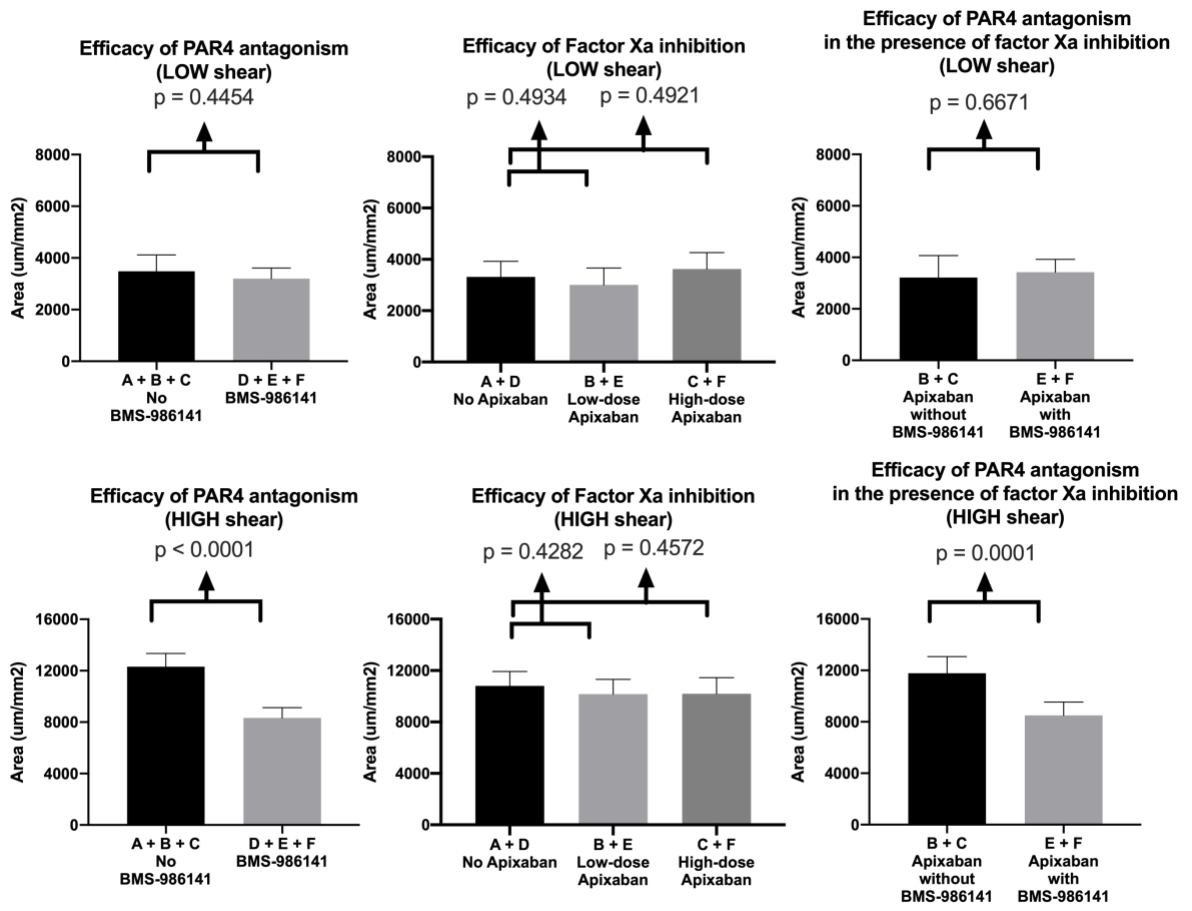 Efficacy of PAR4 antagonism
(LOW shear)
p = 0.4454
8000
6000
4000
2000
0
Area (um/mm2)
A + B + C
No
BMS-986141
D + E + F
BMS-986141
Efficacy of Factor Xa inhibition
(LOW shear)
p = 0.4934
p = 0.4921
8000
6000
4000
2000
0
Area (um/mm2)
A + D
No Apixaban
B + E
Low-dose
Apixaban
C + F
High-dose
Apixaban
Efficacy of PAR4 antagonism
in the presence of factor Xa inhibition
(LOW shear)
p = 0.6671
8000
6000
4000
2000
0
Area (um/mm2)
B + C
Apixaban
without
BMS-986141
E + F
Apixaban
with
BMS-986141
Efficacy of PAR4 antagonism
(HIGH shear)
p < 0.0001
16000
12000
8000
4000
0
Area (um/mm2)
A + B + C
No
BMS-986141
D + E + F
BMS-986141
Efficacy of Factor Xa inhibition
(HIGH shear)
p = 0.4282
p = 0.4572
16000
12000
8000
4000
0
Area (um/mm2)
A + D
No Apixaban
B + E
Low-dose
Apixaban
C + F
High-dose
Apixaban
Efficacy of PAR4 antagonism
in the presence of factor Xa inhibition
(HIGH shear)
p = 0.0001
16000
12000
8000
4000
0
Area (um/mm2)
B + C
Apixaban
without
BMS-986141
E + F
Apixaban
with
BMS-986141